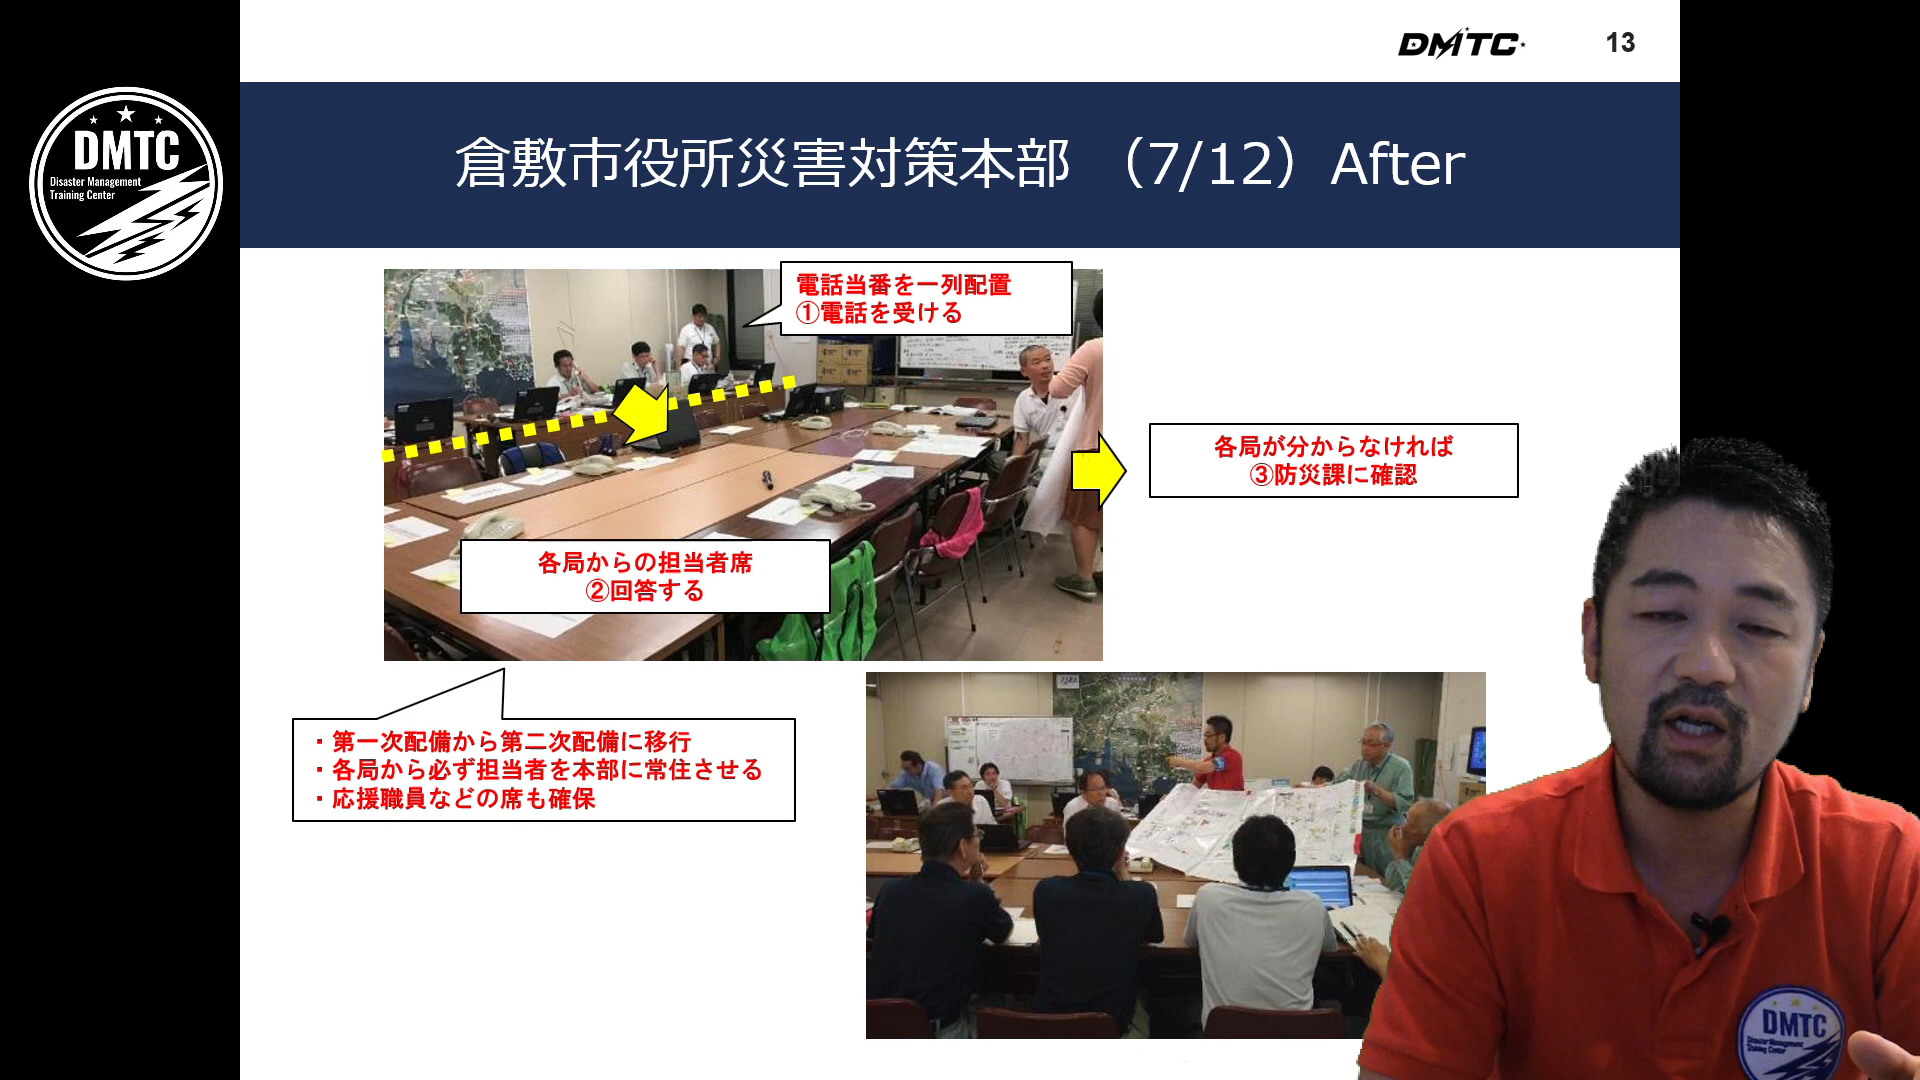 DMTC
13
DMTC
Disaster Management
Training Center
倉敷市役所災害対策本部 （7/12）After
電話当番を一列配置
①電話を受ける
各局が分からなければ
③防災課に確認
各局からの担当者席
②回答する
・第一次配備から第二次配備に移行
・各局から必ず担当者を本部に常住させる
・応援職員などの席も確保
DMTC
Disaster Management
Training Center